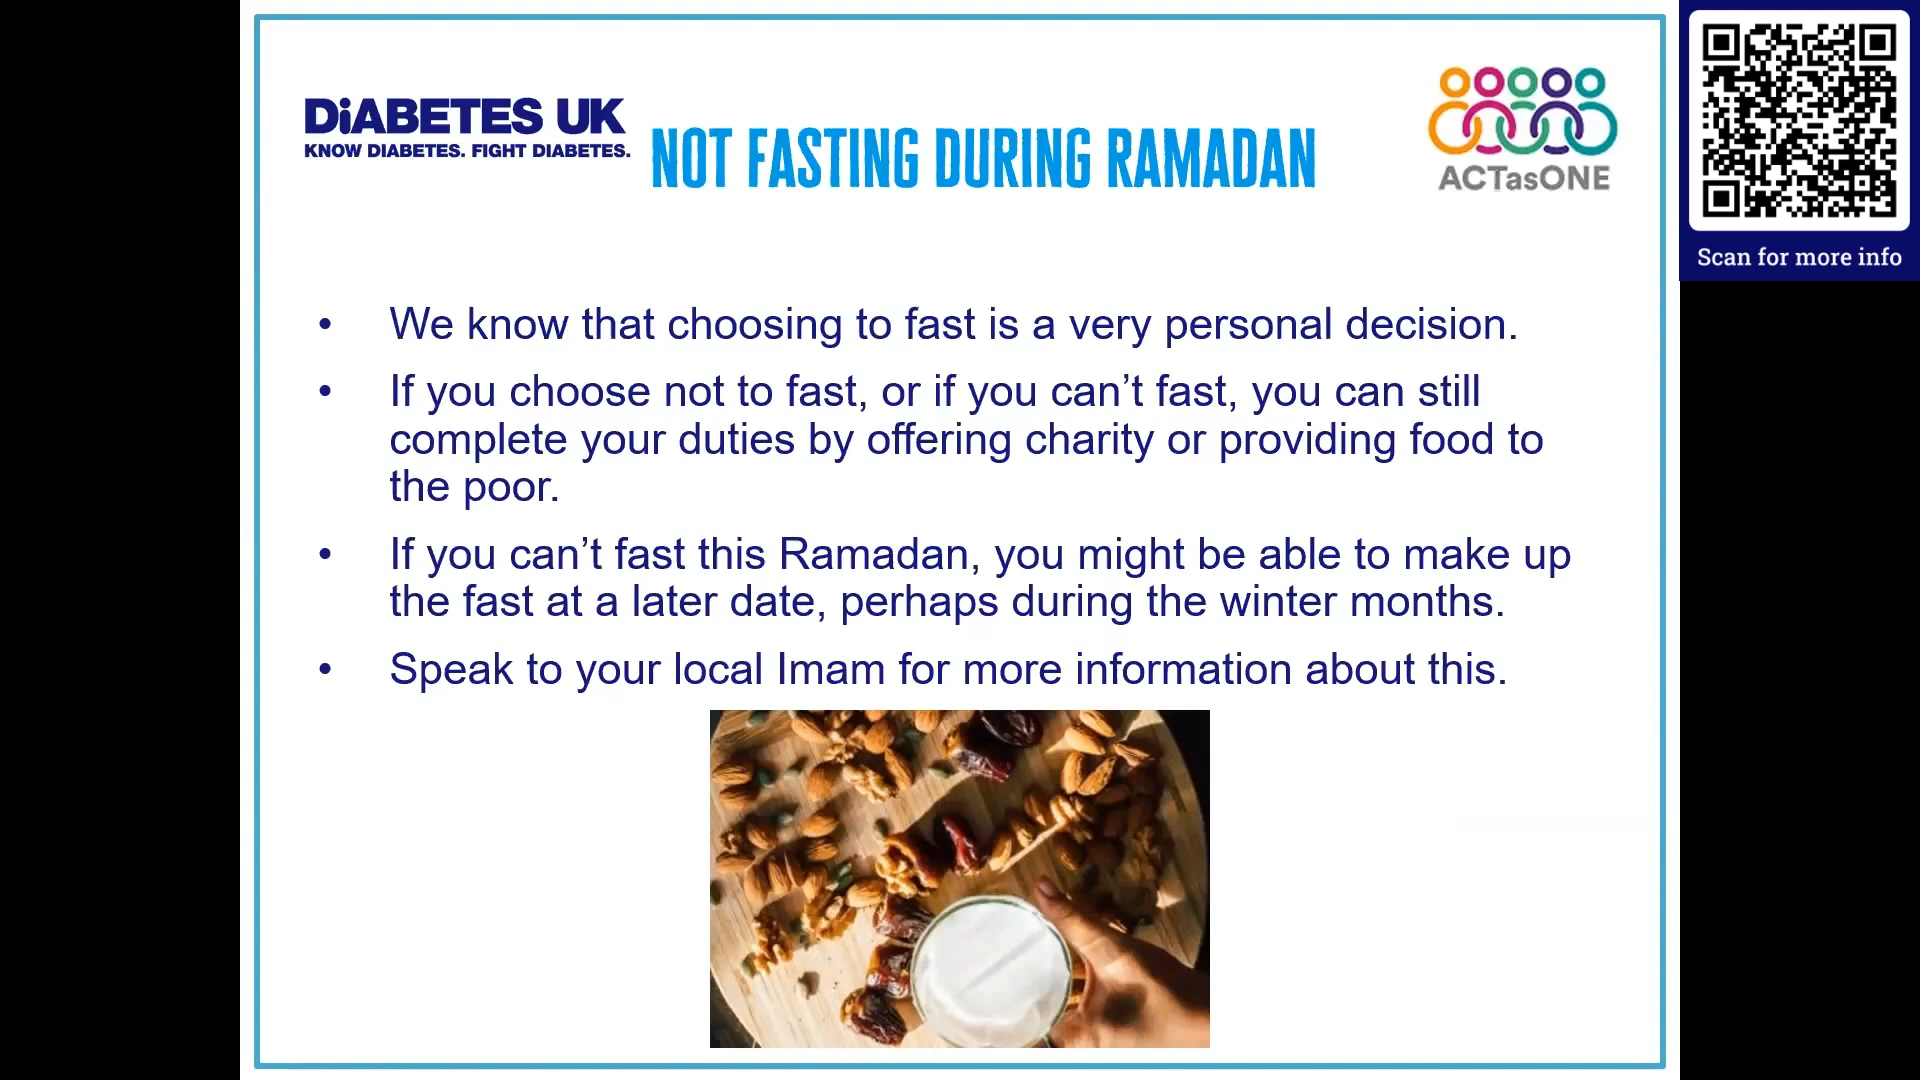 DiABETES UK
KNOW DIABETES. FIGHT DIABETES.
NOT FASTING DURING RAMADAN
ACTasONE
Scan for more info
• We know that choosing to fast is a very personal decision.
• If you choose not to fast, or if you can’t fast, you can still
complete your duties by offering charity or providing food to
the poor.
• If you can’t fast this Ramadan, you might be able to make up
the fast at a later date, perhaps during the winter months.
• Speak to your local Imam for more information about this.